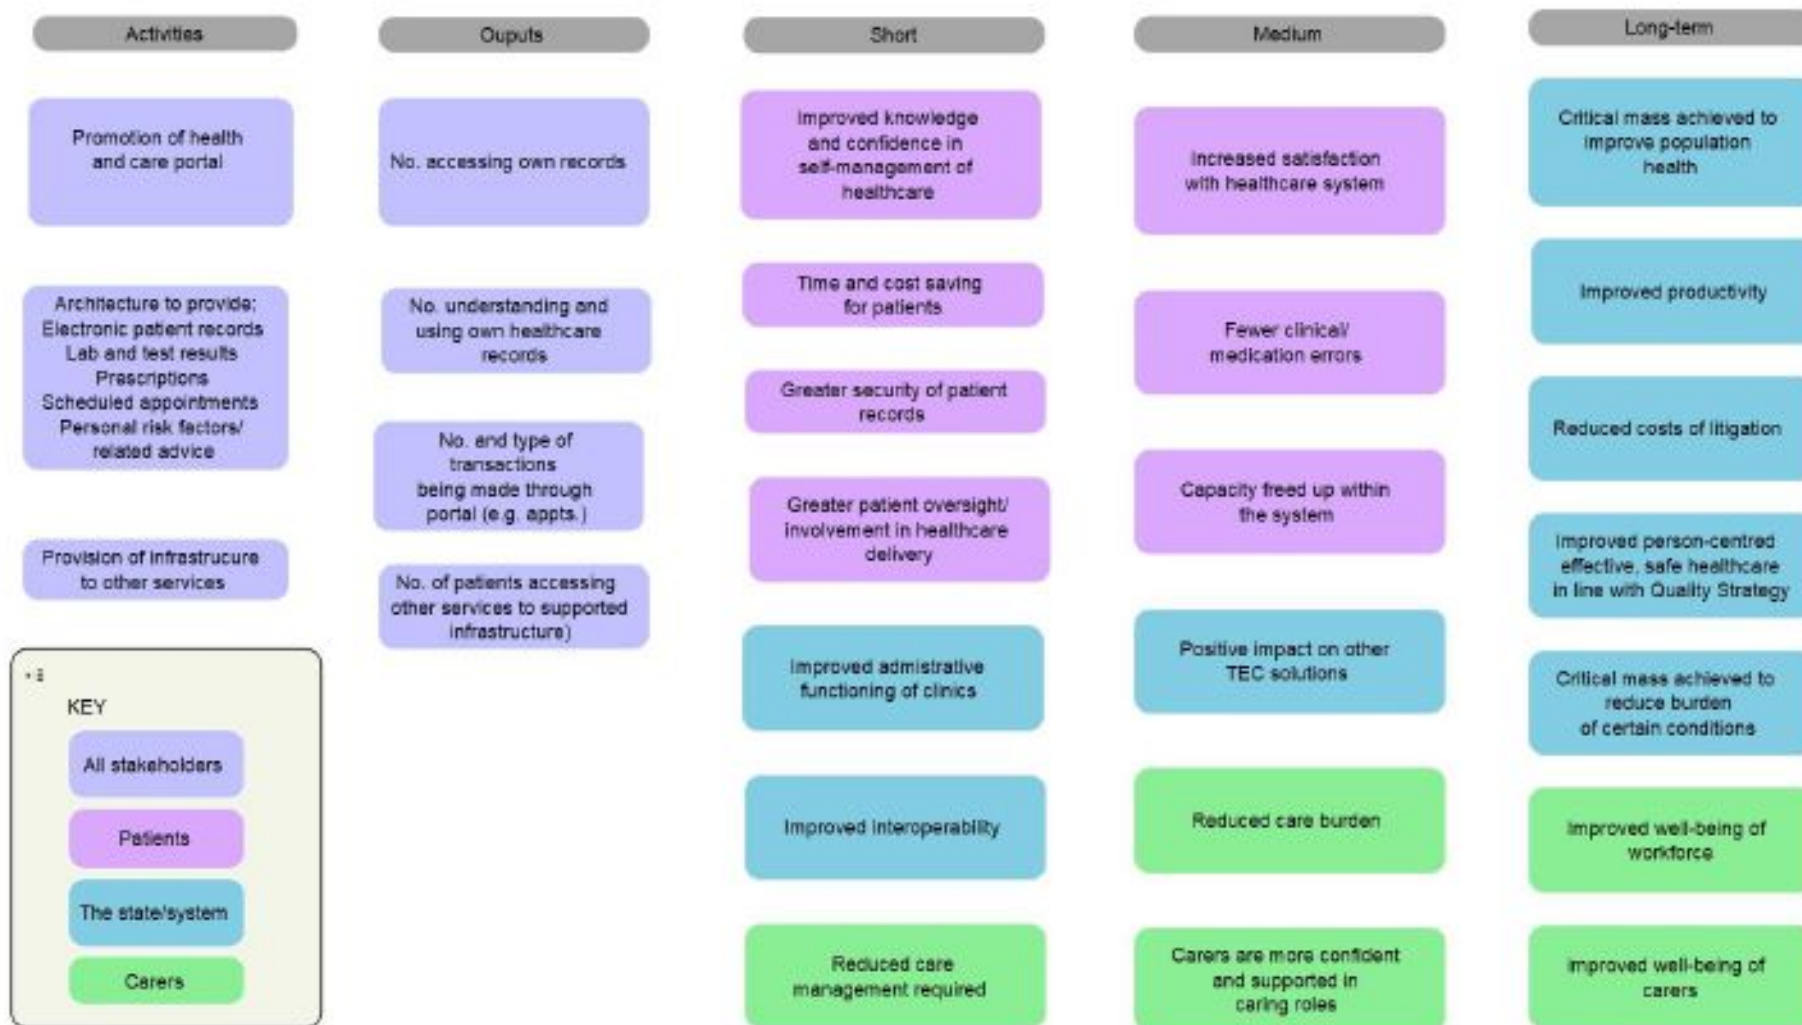 Activities
Promotion of health
and care portal
Architecture to provide:
Electronic patient records
Lab and test results
Prescriptions
Scheduled appointments
Personal risk factors/
related advice
Provision of infrastrucure
to other services
KEY
All stakeholders
Patients
The state/system
Carers
Ouputs
No. accessing own records
No. understanding and
using own healthcare
records
No. and type of
transactions
being made through
portal (e.g. appts.)
No. of patients accessing
other services to supported
infrastructure)
Short
Improved knowledge
and confidence in
self-management of
healthcare
Time and cost saving
for patients
Greater security of patient
records
Greater patient oversight/
involvement in healthcare
delivery
Improved admistrative
functioning of clinics
Improved Interoperability
Reduced care
management required
Medium
Increased satisfaction
with healthcare system
Fewer clinical/
medication errors
Capacity freed up within
the system
Positive impact on other
TEC solutions
Reduced care burden
Carers are more confident
and supported in
caring roles
Long-term
Critical mass achieved to
improve population
health
Improved productivity
Reduced costs of litigation
Improved person-centred
effective, safe healthcare
in line with Quality Strategy
Critical mass achieved to
reduce burden
of certain conditions
Improved well-being of
workforce
Improved well-being of
carers